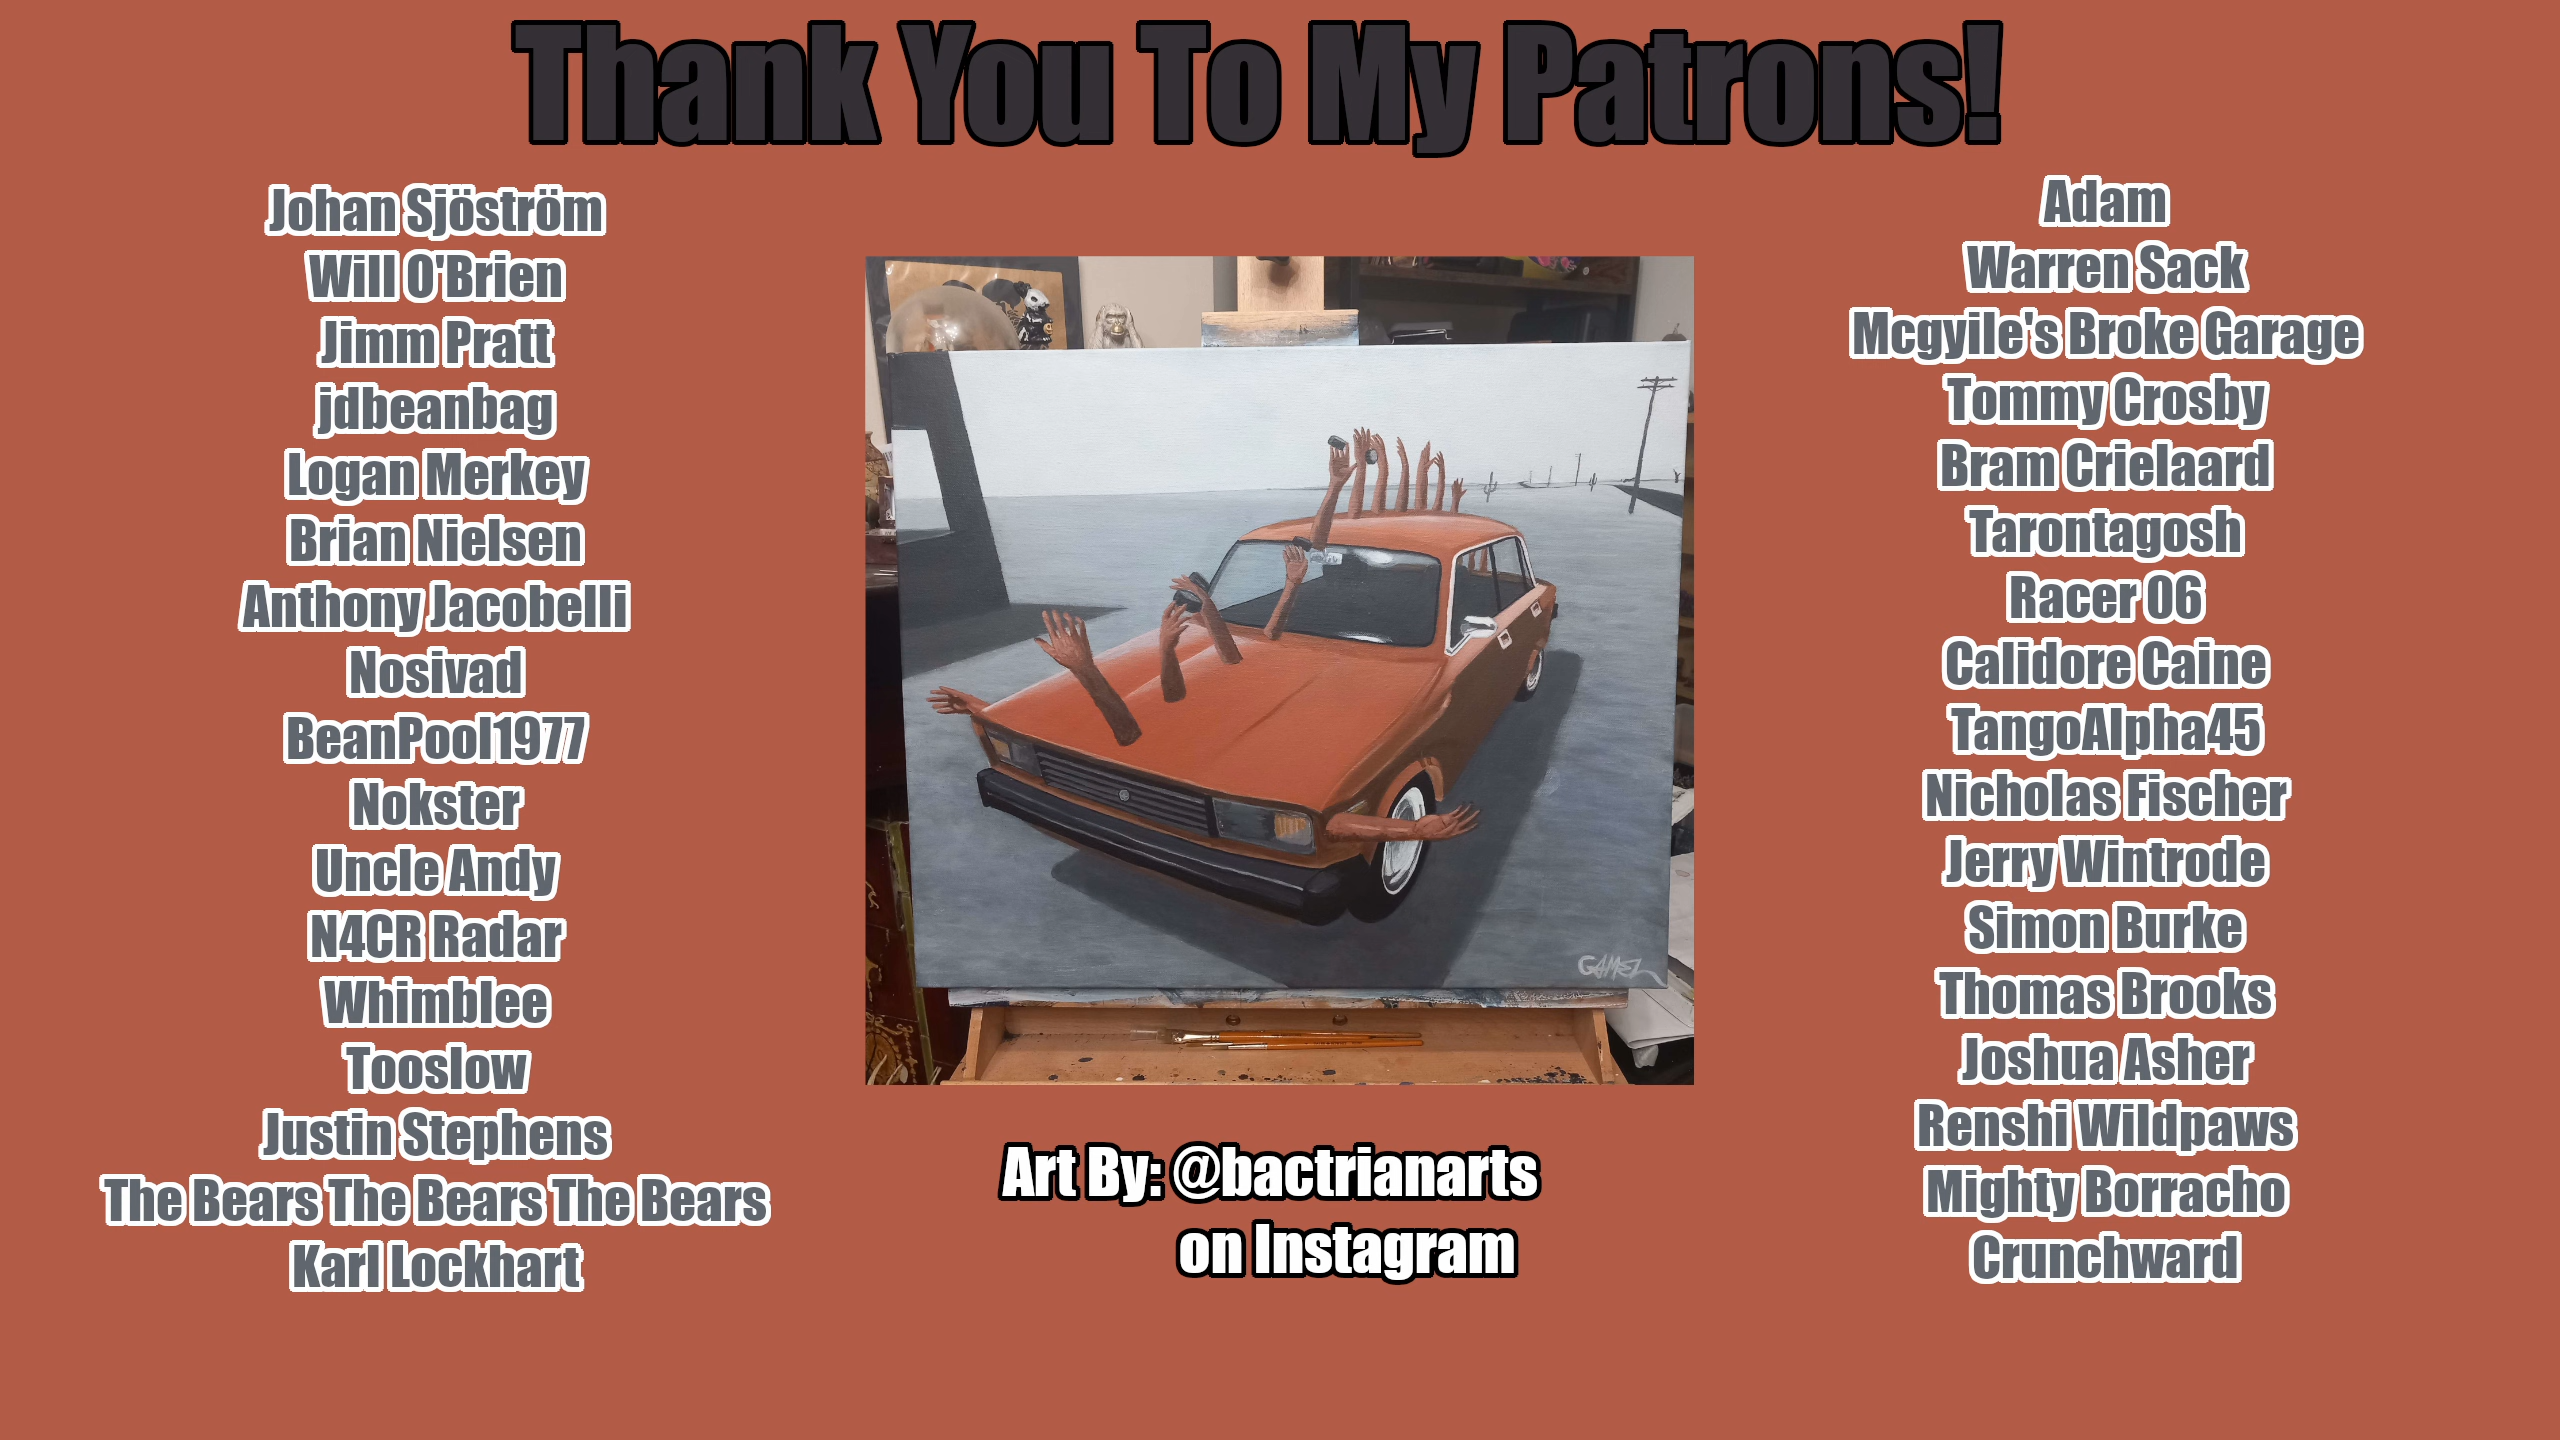 Thank You To My Patrons!
Johan Sjöström
Will O'Brien
Jimm Pratt
jdbeanbag
Logan Merkey
Brian Nielsen
Anthony Jacobelli
Nosivad
BeanPool1977
Nokster
Uncle Andy
N4CR Radar
Whimblee
Tooslow
Justin Stephens
The Bears The Bears The Bears
Karl Lockhart
GAMEZ
Art By: @bactrianarts
on Instagram
Adam
Warren Sack
Mcgyile's Broke Garage
Tommy Crosby
Bram Crielaard
Tarontagosh
Racer 06
Calidore Caine
TangoAlpha45
Nicholas Fischer
Jerry Wintrode
Simon Burke
Thomas Brooks
Joshua Asher
Renshi Wildpaws
Mighty Borracho
Crunchward